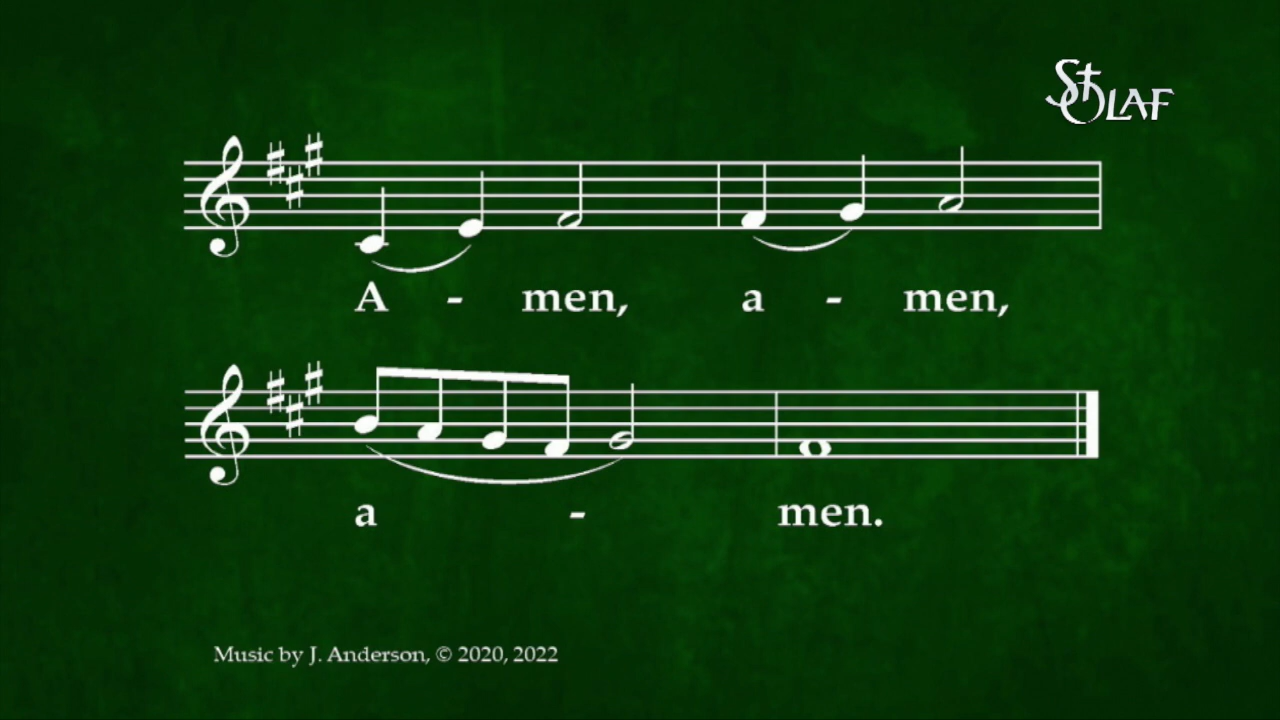 St OLAF
A - men, a - men,
a - men.
Music by J. Anderson, © 2020, 2022